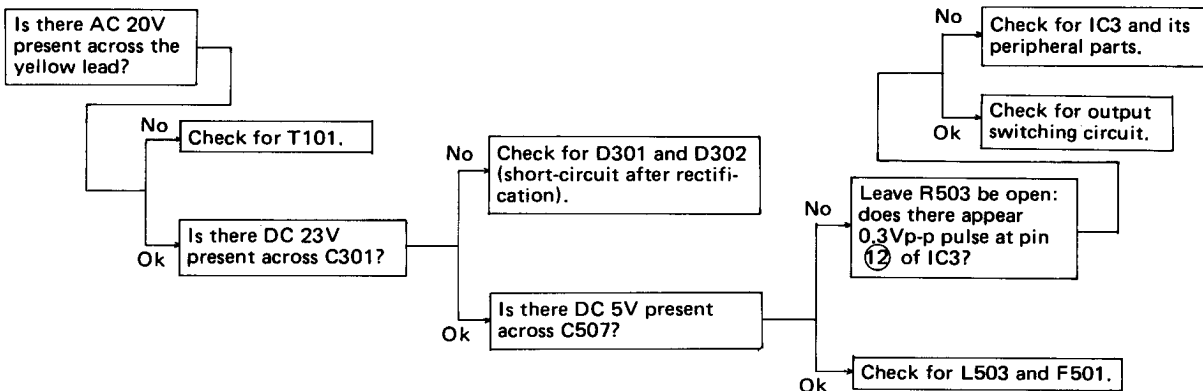 Is there AC 20V
present across the
yellow lead?
No
Check for T101.
Ok
Is there DC 23V
present across C301?
No
Check for D301 and D302
(short-circuit after rectifi-
cation).
Ok
Is there DC 5V present
across C507?
No
Leave R503 be open:
does there appear
0.3Vp-p pulse at pin
⑫ of IC3?
No
Check for IC3 and its
peripheral parts.
Ok
Check for output
switching circuit.
Ok
Check for L503 and F501.